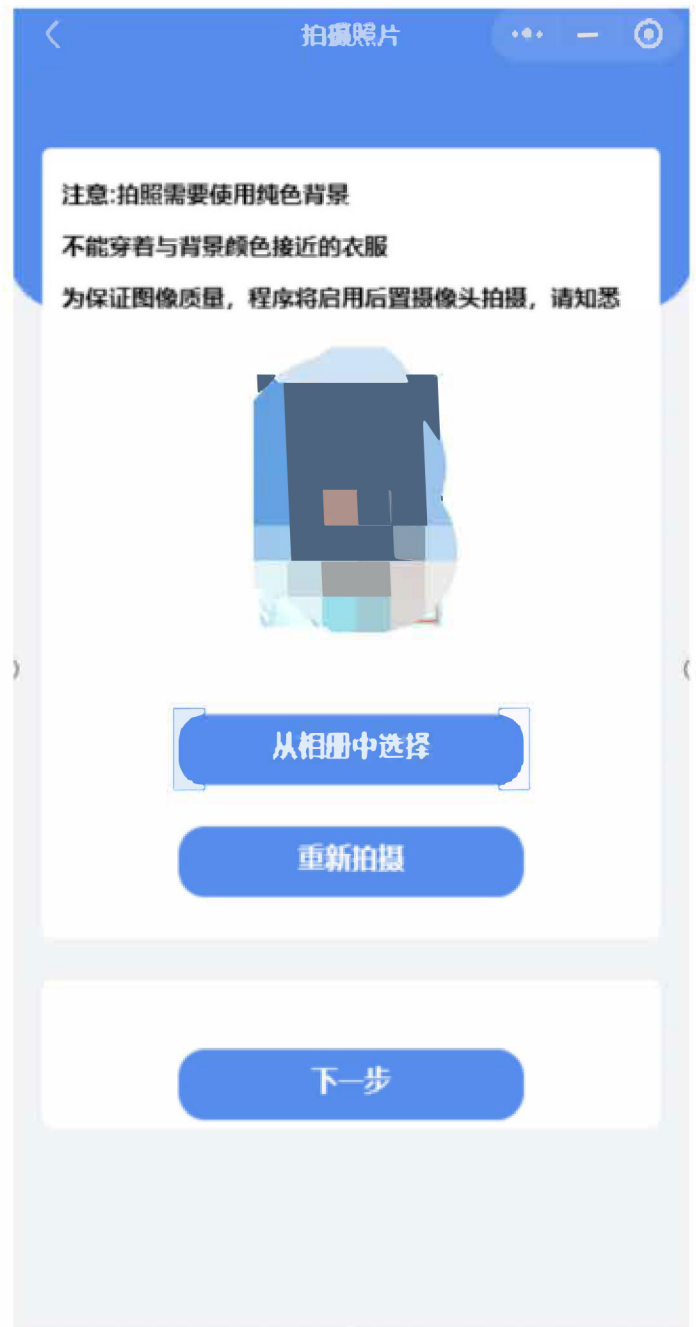 拍摄照片
注意:拍照需要使用纯色背景
不能穿着与背景颜色接近的衣服
为保证图像质量，程序将启用后置摄像头拍摄，请知悉
从相册中选择
重新拍摄
下一步